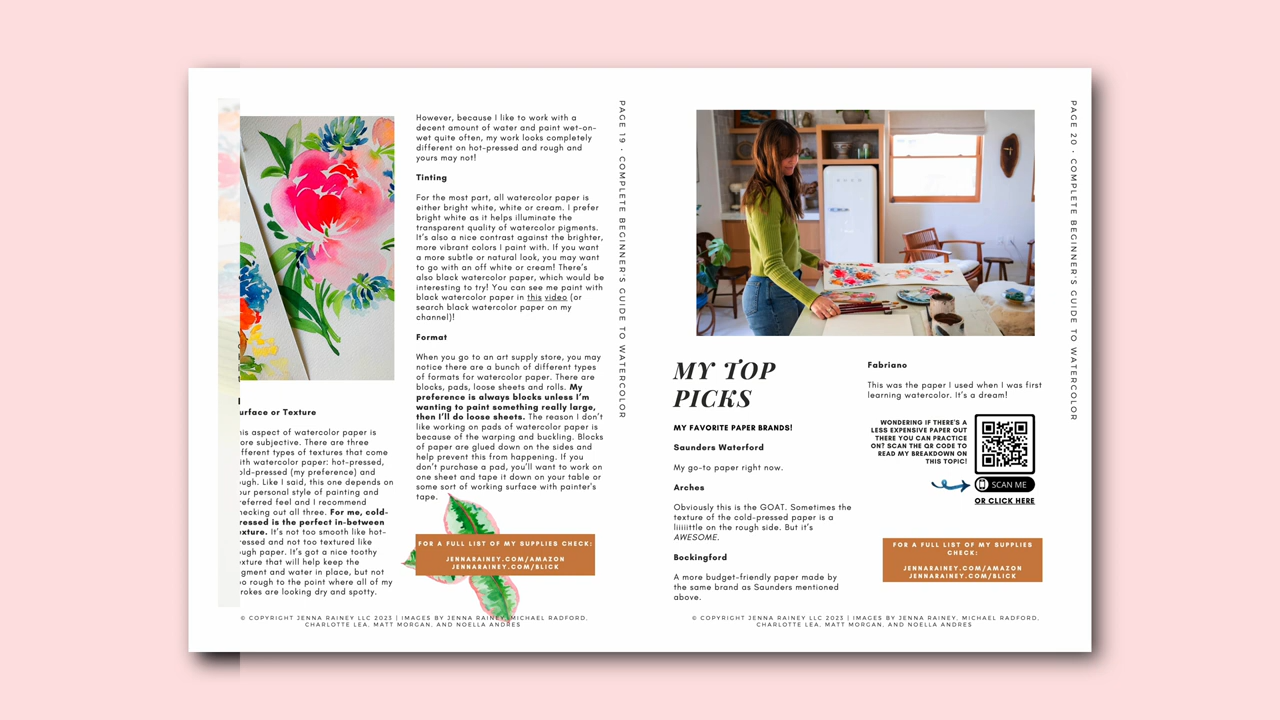 urface or Texture
is aspect of watercolor paper is
ore subjective. There are three
fferent types of textures that come
ith watercolor paper: hot-pressed,
old-pressed (my preference) and
ough. Like I said, this one depends on
ur personal style of painting and
referred feel and I recommend
hecking out all three. For me, cold-
ressed is the perfect in-between
exture. It's not too smooth like hot-
ressed and not too textured like
ough paper. It's got a nice toothy
exture that will help keep the
igment and water in place, but not
oo rough to the point where all of my
trokes are looking dry and spotty.
However, because I like to work with a
decent amount of water and paint wet-on-
wet quite often, my work looks completely
different on hot-pressed and rough and
yours may not!
Tinting
For the most part, all watercolor paper is
either bright white, white or cream. I prefer
bright white as it helps illuminate the
transparent quality of watercolor pigments.
It's also a nice contrast against the brighter,
more vibrant colors I paint with. If you want
a more subtle or natural look, you may want
to go with an off white or cream! There's
also black watercolor paper, which would be
interesting to try! You can see me paint with
black watercolor paper in this video (or
search black watercolor paper on my
channel)!
Format
When you go to an art supply store, you may
notice there are a bunch of different types
of formats for watercolor paper. There are
blocks, pads, loose sheets and rolls. My
preference is always blocks unless I'm
wanting to paint something really large,
then I'll do loose sheets. The reason I don't
like working on pads of watercolor paper is
because of the warping and buckling. Blocks
of paper are glued down on the sides and
help prevent this from happening. If you
don't purchase a pad, you'll want to work on
one sheet and tape it down on your table or
some sort of working surface with painter's
tape.
FOR A FULL LIST OF MY SUPPLIES CHECK:
JENNARAINEY.COM/AMAZON
JENNARAINEY.COM/BLICK
© COPYRIGHT JENNA RAINEY LLC 2023 | IMAGES BY JENNA RAINEY, MICHAEL RADFORD,
CHARLOTTE LEA, MATT MORGAN, AND NOELLA ANDRES
PAGE 19 • COMPLETE BEGINNER'S GUIDE TO WATERCOLOR
MY TOP
PICKS
MY FAVORITE PAPER BRANDS!
Saunders Waterford
My go-to paper right now.
Arches
Obviously this is the GOAT. Sometimes the
texture of the cold-pressed paper is a
liiiiittle on the rough side. But it's
AWESOME.
Bockingford
A more budget-friendly paper made by
the same brand as Saunders mentioned
above.
Fabriano
This was the paper I used when I was first
learning watercolor. It's a dream!
WONDERING IF THERE'S A
LESS EXPENSIVE PAPER OUT
THERE YOU CAN PRACTICE
ON? SCAN THE QR CODE TO
READ MY BREAKDOWN ON
THIS TOPIC!
SCAN ME
OR CLICK HERE
FOR A FULL LIST OF MY SUPPLIES
CHECK:
JENNARAINEY.COM/AMAZON
JENNARAINEY.COM/BLICK
© COPYRIGHT JENNA RAINEY LLC 2023 | IMAGES BY JENNA RAINEY, MICHAEL RADFORD,
CHARLOTTE LEA, MATT MORGAN, AND NOELLA ANDRES
PAGE 20 • COMPLETE BEGINNER'S GUIDE TO WATERCOLOR